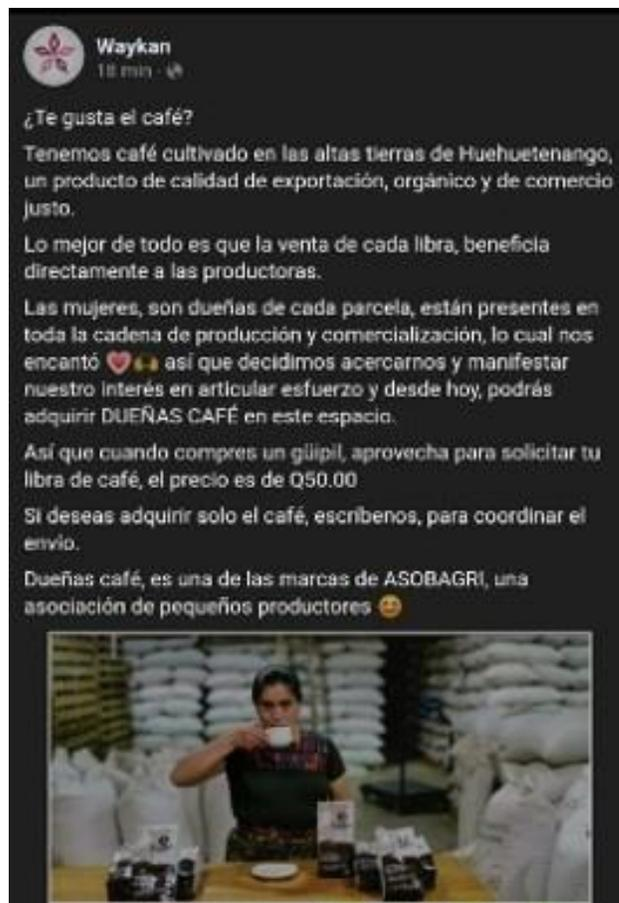 Waykan
18 min
¿Te gusta el café?
Tenemos café cultivado en las altas tierras de Huehuetenango,
un producto de calidad de exportación, orgánico y de comercio
justo.
Lo mejor de todo es que la venta de cada libra, beneficia
directamente a las productoras.
Las mujeres, son dueñas de cada parcela, están presentes en
toda la cadena de producción y comercialización, lo cual nos
encantó 💗🙌 así que decidimos acercarnos y manifestar
nuestro interés en articular esfuerzo y desde hoy, podrás
adquirir DUEÑAS CAFÉ en este espacio.
Así que cuando compres un güipil, aprovecha para solicitar tu
libra de café, el precio es de Q50.00
Si deseas adquirir solo el café, escríbenos, para coordinar el
envío.
Dueñas café, es una de las marcas de ASOBAGRI, una
asociación de pequeños productores 😊